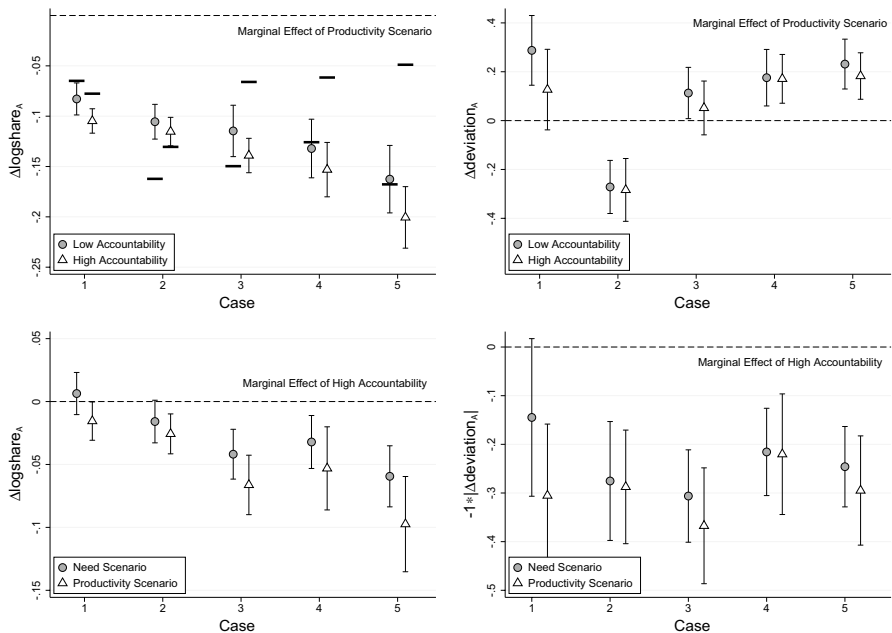 Marginal Effect of Productivity Scenario
ΔlogshareA
-.05
-.1
-.15
-.2
-.25
Low Accountability
High Accountability
1 2 3 4 5
Case
Marginal Effect of Productivity Scenario
ΔdeviationA
.4
.2
0
-.2
-.4
Low Accountability
High Accountability
1 2 3 4 5
Case
Marginal Effect of High Accountability
ΔlogshareA
.05
0
-.05
-.1
-.15
Need Scenario
Productivity Scenario
1 2 3 4 5
Case
Marginal Effect of High Accountability
-1*|ΔdeviationA|
0
-.1
-.2
-.3
-.4
-.5
Need Scenario
Productivity Scenario
1 2 3 4 5
Case